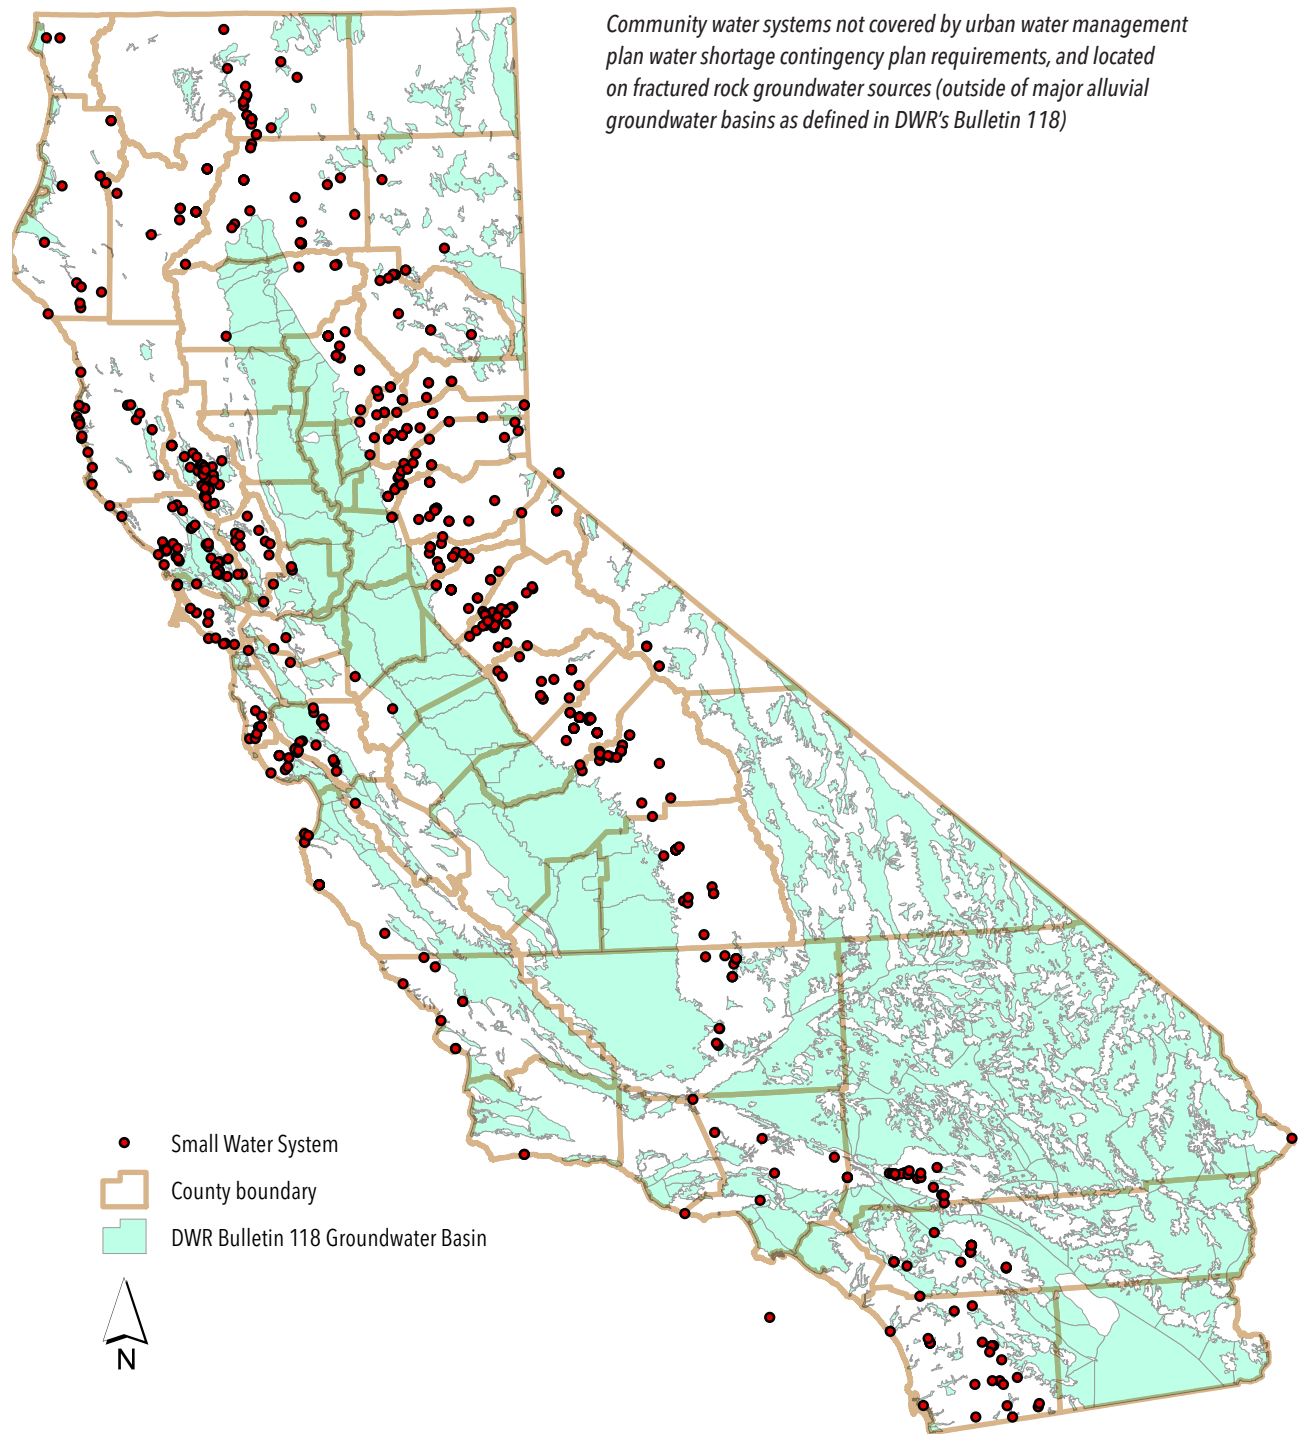 Community water systems not covered by urban water management
plan water shortage contingency plan requirements, and located
on fractured rock groundwater sources (outside of major alluvial
groundwater basins as defined in DWR's Bulletin 118)
Small Water System
County boundary
DWR Bulletin 118 Groundwater Basin
N